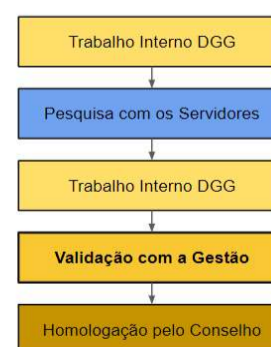 Trabalho Interno DGG
Pesquisa com os Servidores
Trabalho Interno DGG
Validação com a Gestão
Homologação pelo Conselho